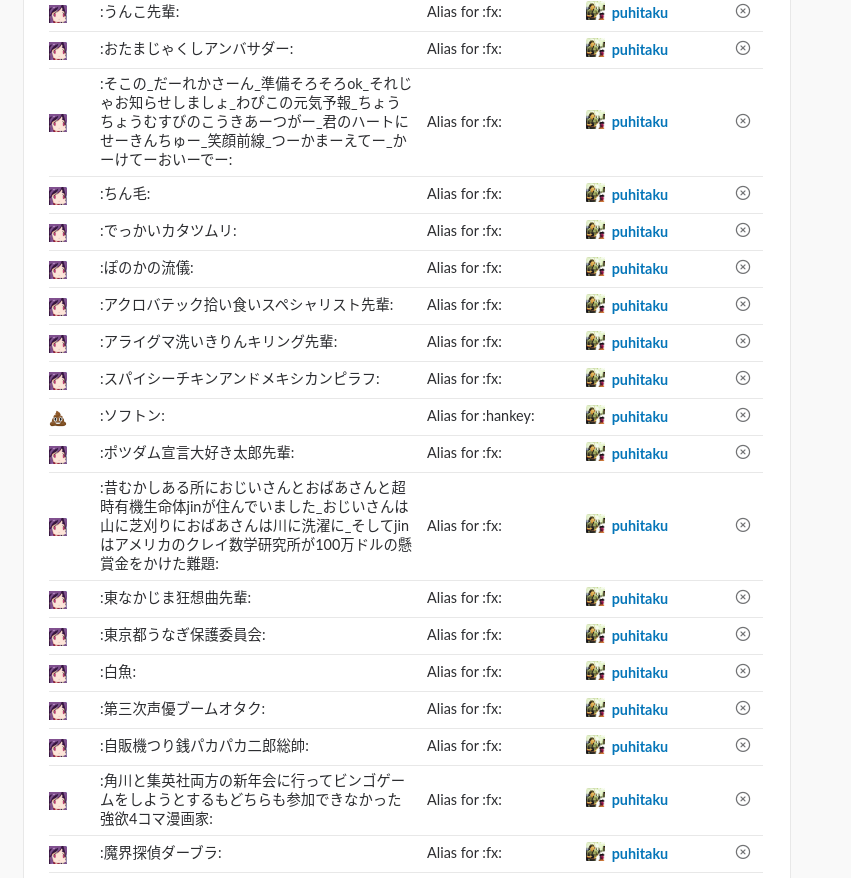 :うんこ先輩: Alias for :fx: puhitaku
:おたまじゃくしアンバサダー: Alias for :fx: puhitaku
:そこの_だーれかさーん_準備そろそろok_それじ
ゃお知らせしましょ_わぴこの元気予報_ちょう
ちょうむすびのこうきあーつがー_君のハートに
せーきんちゅー_笑顔前線_つーかまーえてー_か
ーけてーおいーでー: Alias for :fx: puhitaku
:ちん毛: Alias for :fx: puhitaku
:でっかいカタツムリ: Alias for :fx: puhitaku
:ぽのかの流儀: Alias for :fx: puhitaku
:アクロバテック拾い食いスペシャリスト先輩: Alias for :fx: puhitaku
:アライグマ洗いきりんキリング先輩: Alias for :fx: puhitaku
:スパイシーチキンアンドメキシカンピラフ: Alias for :fx: puhitaku
:ソフトン: Alias for :hankey: puhitaku
:ポツダム宣言大好き太郎先輩: Alias for :fx: puhitaku
:昔むかしある所におじいさんとおばあさんと超
時有機生命体jinが住んでいました_おじいさんは
山に芝刈りにおばあさんは川に洗濯に_そしてjin
はアメリカのクレイ数学研究所が100万ドルの懸
賞金をかけた難題: Alias for :fx: puhitaku
:東なかじま狂想曲先輩: Alias for :fx: puhitaku
:東京都うなぎ保護委員会: Alias for :fx: puhitaku
:白魚: Alias for :fx: puhitaku
:第三次声優ブームオタク: Alias for :fx: puhitaku
:自販機つり銭パカパカ二郎総帥: Alias for :fx: puhitaku
:角川と集英社両方の新年会に行ってビンゴゲー
ムをしようとするもどちらも参加できなかった
強欲4コマ漫画家: Alias for :fx: puhitaku
:魔界探偵ダーブラ: Alias for :fx: puhitaku